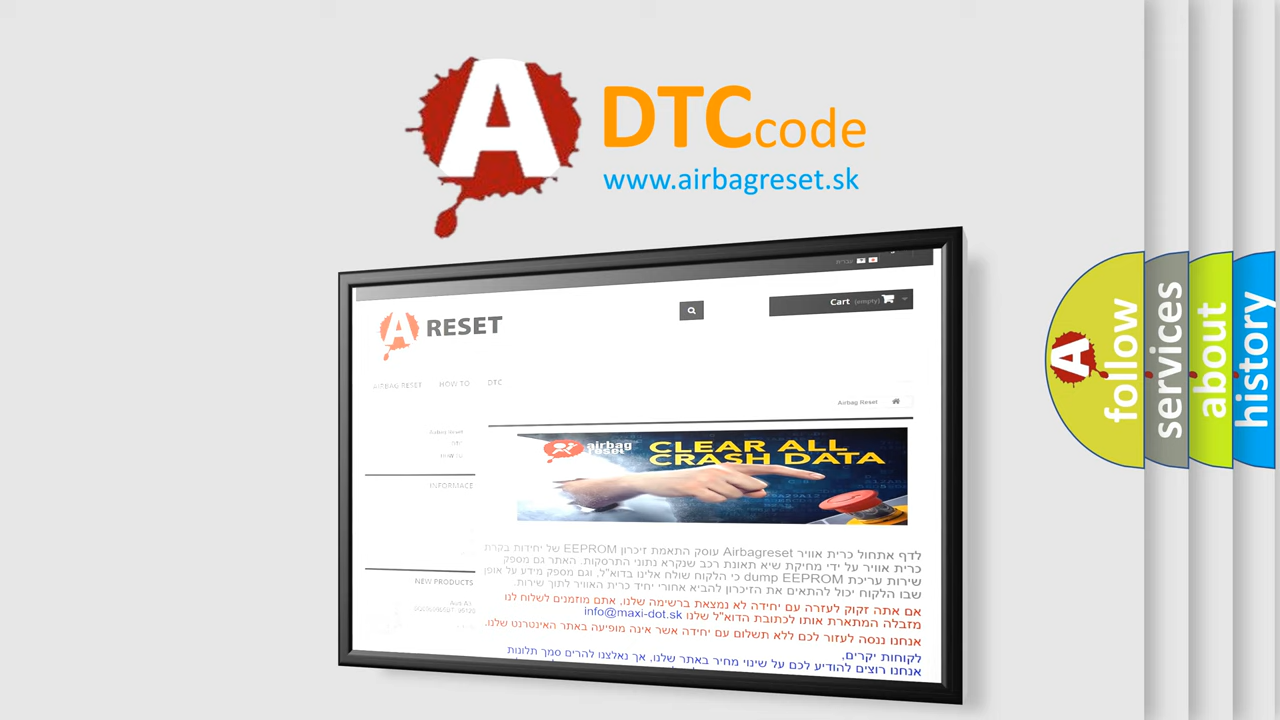 A
DTCcode
www.airbagreset.sk
עברית
Cart (empty)
A RESET
AIRBAG RESET HOW TO DTC
Airbag Reset
Airbag Reset
DTC
HOW TO
airbag
reset
CLEAR ALL
CRASH DATA
INFORMACE
לדף אתחול כרית אוויר Airbagreset עוסק התאמת זיכרון EEPROM של יחידות בקרת
כרית אוויר על ידי מחיקת שיא תאונת רכב שנקרא נתוני התרסקות. האתר גם מספק
שירות עריכת dump EEPROM כי הלקוח שולח אלינו בדוא"ל, וגם מספק מידע על אופן
שבו הלקוח יכול להתאים את הזיכרון להביא אחורי יחיד כרית האוויר לתוך שירות.
NEW PRODUCTS
אם אתה זקוק לעזרה עם יחידה לא נמצאת ברשימה שלנו, אתם מוזמנים לשלוח לנו
מזבלה המתארת אותו לכתובת הדוא"ל שלנו info@maxi-dot.sk
אנחנו ננסה לעזור לכם ללא תשלום עם יחידה אשר אינה מופיעה באתר האינטרנט שלנו.
לקוחות יקרים,
אנחנו רוצים להודיע לכם על שינוי מחיר באתר שלנו, אך נאלצנו להרים סמך תלונות
A
follow
services
about
history